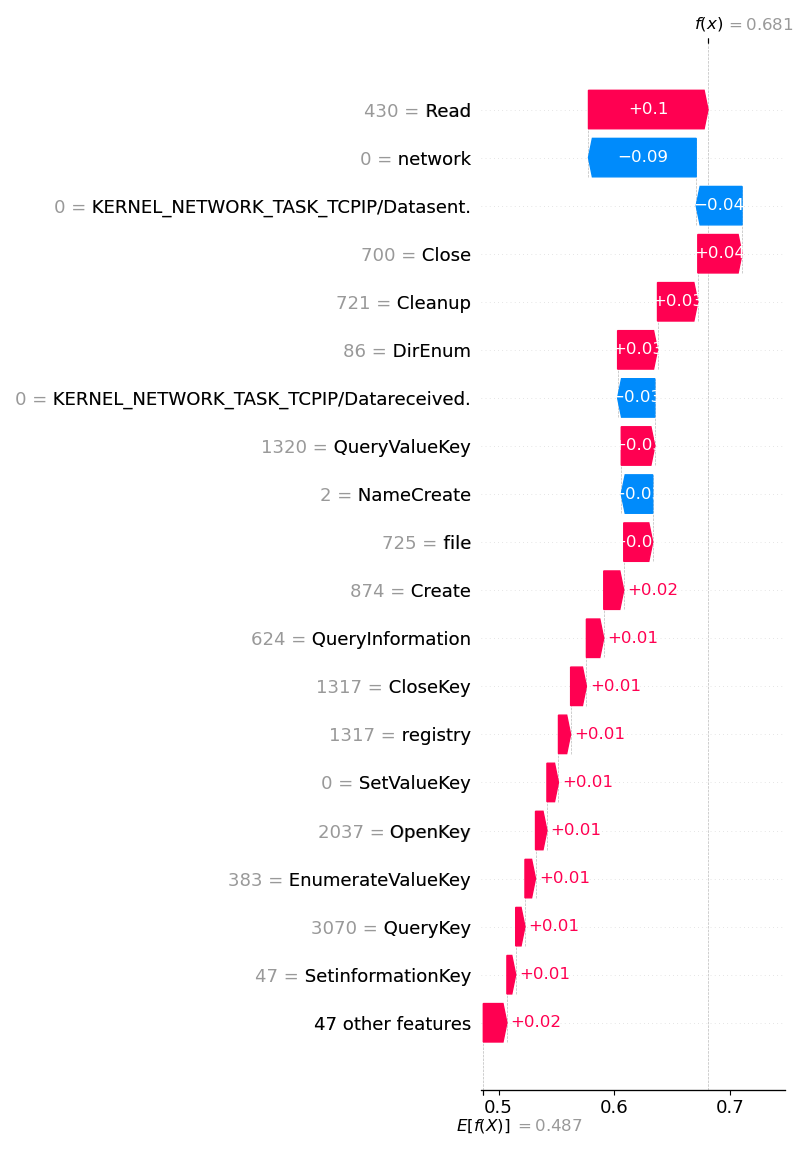 f(x) = 0.681
430 = Read +0.1
0 = network −0.09
0 = KERNEL_NETWORK_TASK_TCPIP/Datasent. −0.04
700 = Close +0.04
721 = Cleanup +0.03
86 = DirEnum +0.03
0 = KERNEL_NETWORK_TASK_TCPIP/Datareceived. −0.03
1320 = QueryValueKey
2 = NameCreate
725 = file
874 = Create +0.02
624 = QueryInformation +0.01
1317 = CloseKey +0.01
1317 = registry +0.01
0 = SetValueKey +0.01
2037 = OpenKey +0.01
383 = EnumerateValueKey +0.01
3070 = QueryKey +0.01
47 = SetinformationKey +0.01
47 other features +0.02
0.5 0.6 0.7
E[f(X)] = 0.487